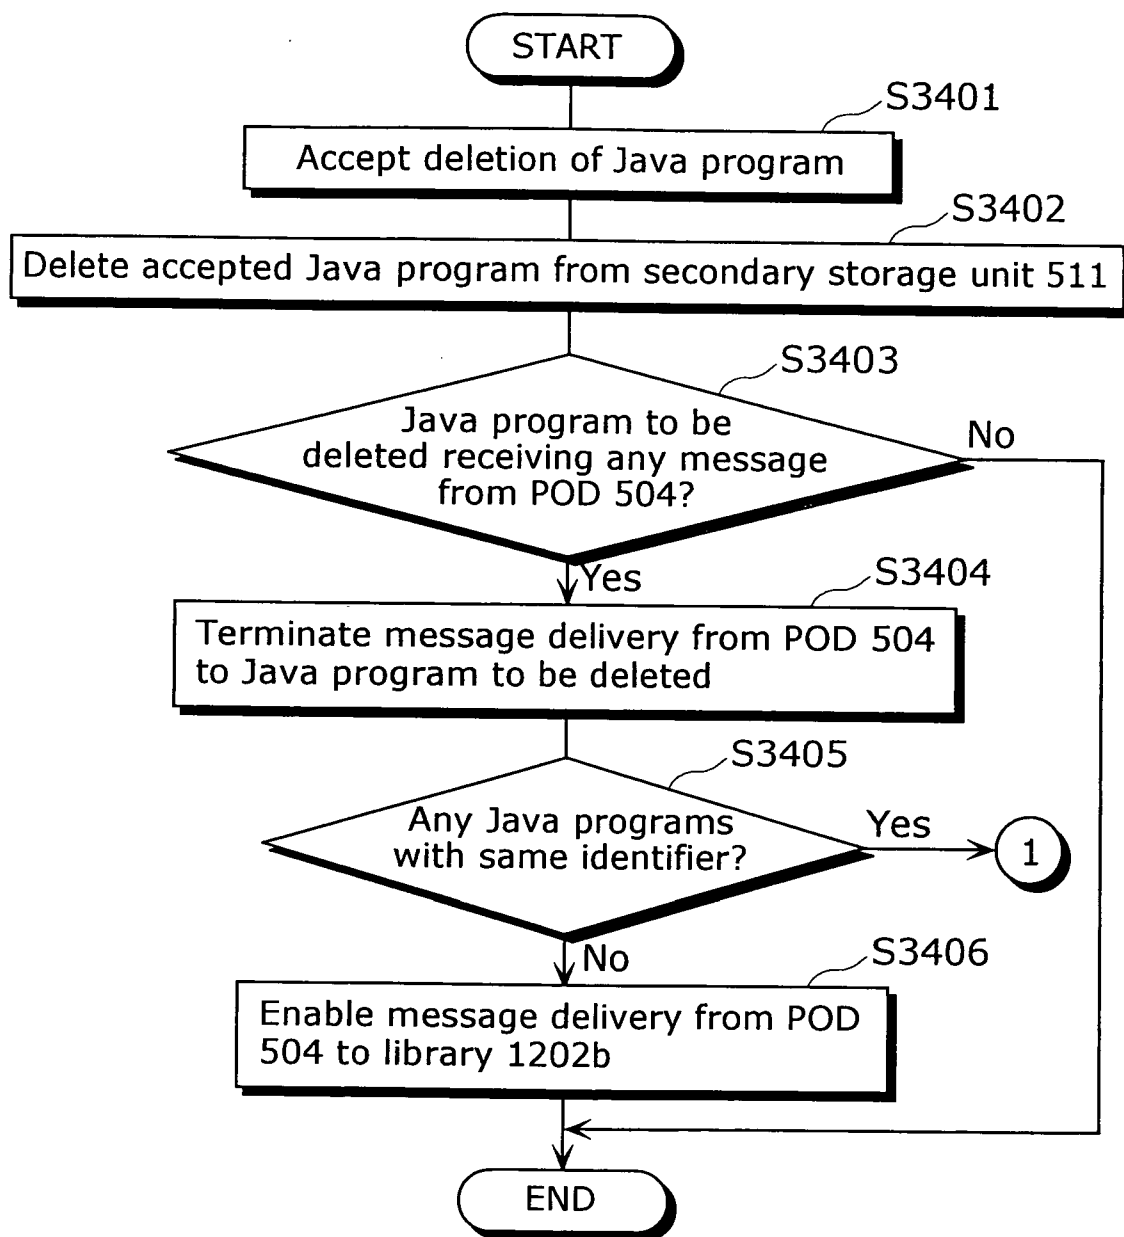 START
S3401
Accept deletion of Java program
S3402
Delete accepted Java program from secondary storage unit 511
S3403
Java program to be
deleted receiving any message
from POD 504?
No
Yes
S3404
Terminate message delivery from POD 504
to Java program to be deleted
S3405
Any Java programs
with same identifier?
Yes
1
No
S3406
Enable message delivery from POD
504 to library 1202b
END